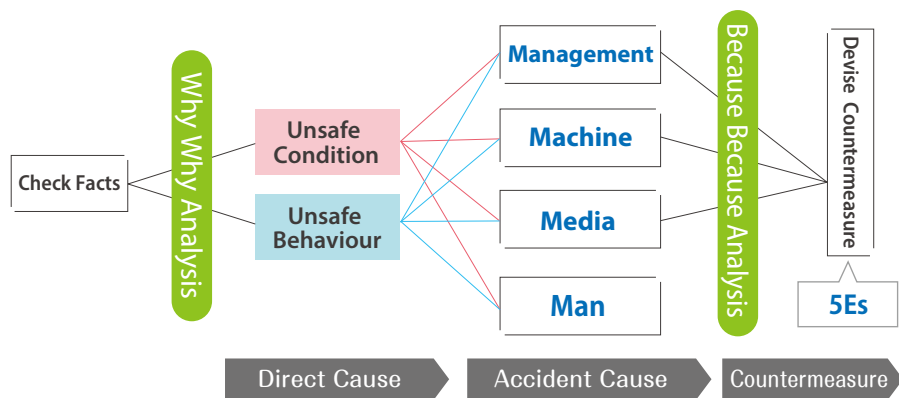 Check Facts
Why Why Analysis
Unsafe
Condition
Unsafe
Behaviour
Management
Machine
Media
Man
Because Because Analysis
Devise Countermeasure
5Es
Direct Cause
Accident Cause
Countermeasure